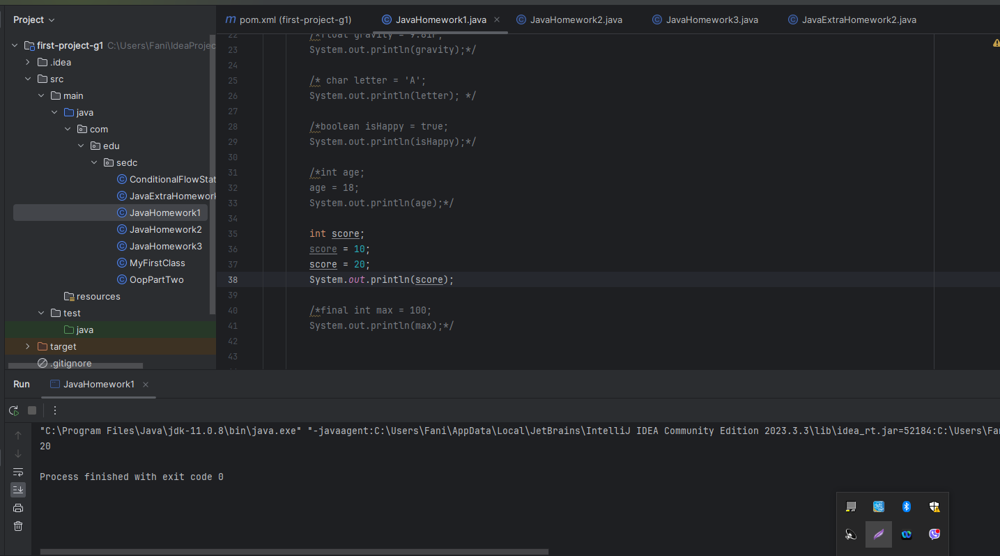 Project
pom.xml (first-project-g1)
JavaHomework1.java
JavaHomework2.java
JavaHomework3.java
JavaExtraHomework2.java
first-project-g1 C:\Users\Fani\IdeaProjec
.idea
src
main
java
com
edu
sedc
ConditionalFlowStat
JavaExtraHomework
JavaHomework1
JavaHomework2
JavaHomework3
MyFirstClass
OopPartTwo
resources
test
java
target
.gitignore
22 /*float gravity = 9.81f;
23 System.out.println(gravity);*/
24
25 /* char letter = 'A';
26 System.out.println(letter); */
27
28 /*boolean isHappy = true;
29 System.out.println(isHappy);*/
30
31 /*int age;
32 age = 18;
33 System.out.println(age);*/
34
35 int score;
36 score = 10;
37 score = 20;
38 System.out.println(score);
39
40 /*final int max = 100;
41 System.out.println(max);*/
42
43
Run
JavaHomework1
"C:\Program Files\Java\jdk-11.0.8\bin\java.exe" "-javaagent:C:\Users\Fani\AppData\Local\JetBrains\IntelliJ IDEA Community Edition 2023.3.3\lib\idea_rt.jar=52184:C:\Users\Fan
20
Process finished with exit code 0